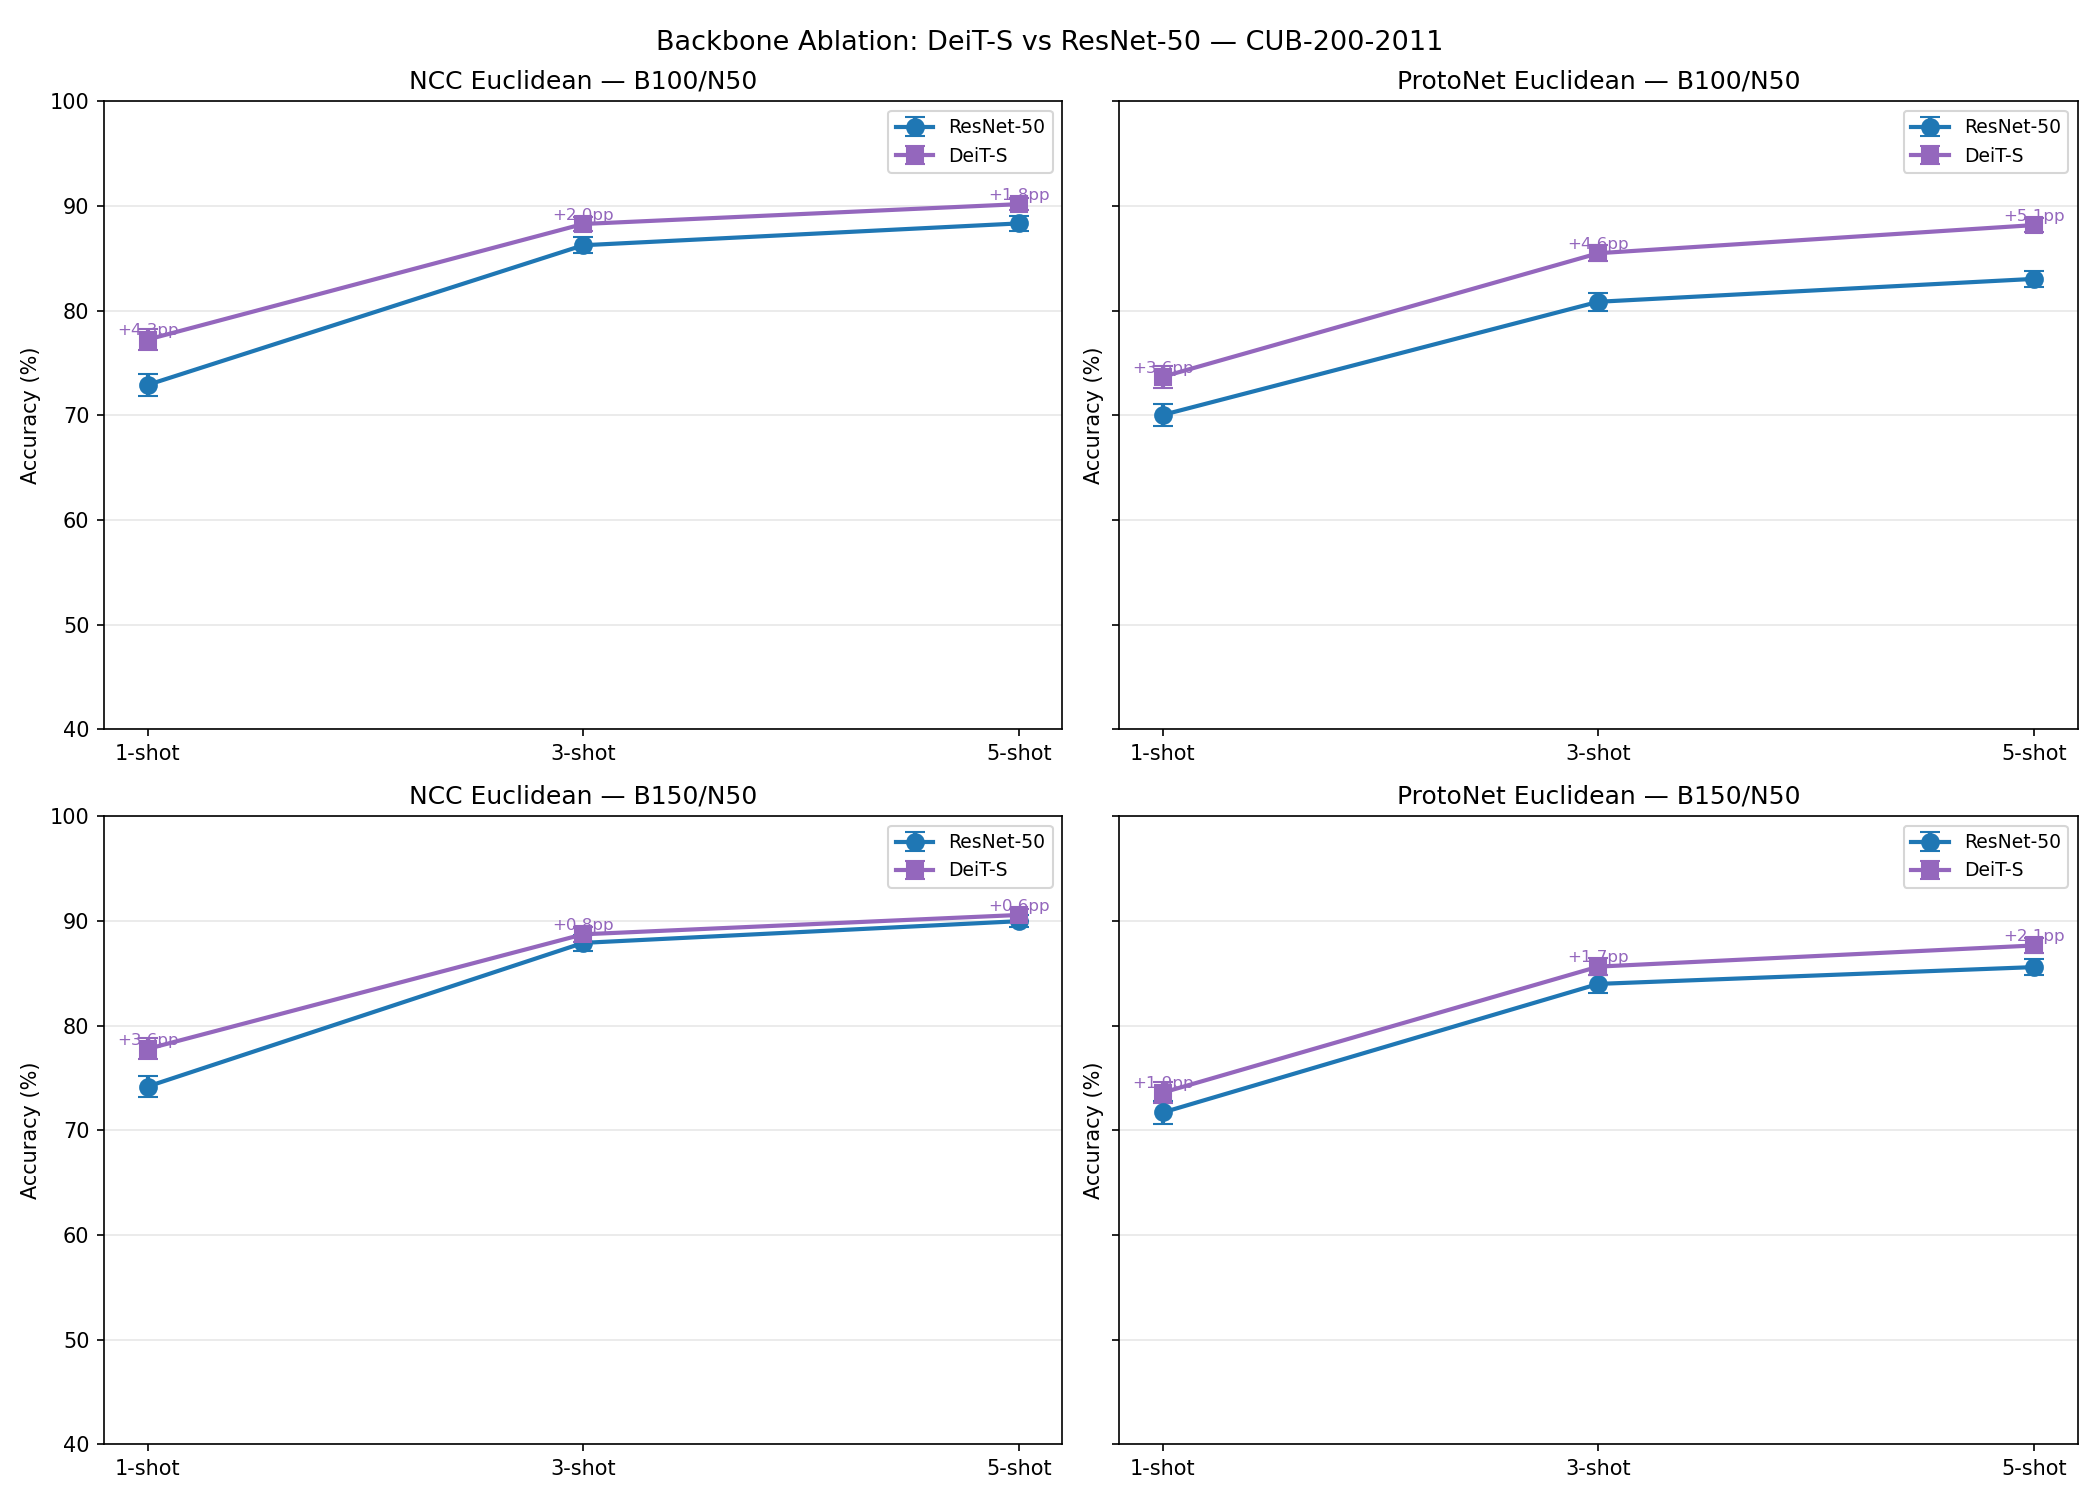 Backbone Ablation: DeiT-S vs ResNet-50 — CUB-200-2011
NCC Euclidean — B100/N50
ResNet-50
DeiT-S
+4.3pp
+2.0pp
+1.8pp
Accuracy (%)
100
90
80
70
60
50
40
1-shot
3-shot
5-shot
ProtoNet Euclidean — B100/N50
ResNet-50
DeiT-S
+3.6pp
+4.6pp
+5.1pp
Accuracy (%)
1-shot
3-shot
5-shot
NCC Euclidean — B150/N50
ResNet-50
DeiT-S
+3.6pp
+0.8pp
+0.6pp
Accuracy (%)
100
90
80
70
60
50
40
1-shot
3-shot
5-shot
ProtoNet Euclidean — B150/N50
ResNet-50
DeiT-S
+1.7pp
+2.1pp
Accuracy (%)
1-shot
3-shot
5-shot